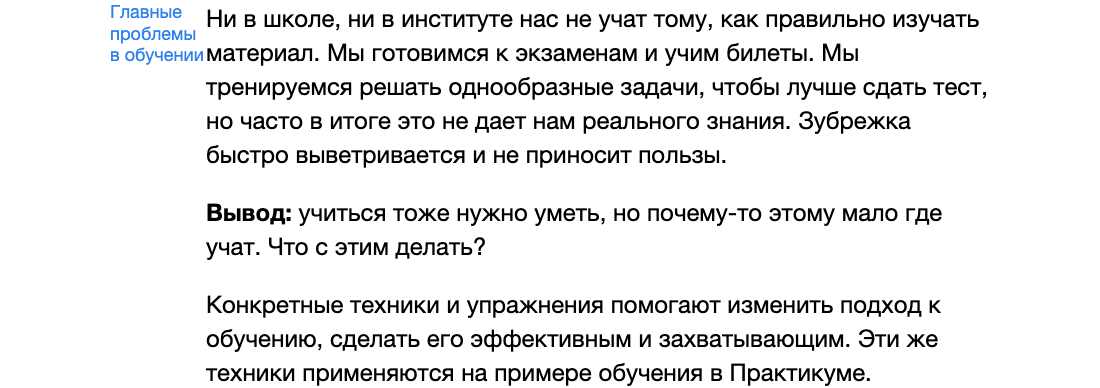 Главные
проблемы
в обучении
Ни в школе, ни в институте нас не учат тому, как правильно изучать
материал. Мы готовимся к экзаменам и учим билеты. Мы
тренируемся решать однообразные задачи, чтобы лучше сдать тест,
но часто в итоге это не дает нам реального знания. Зубрежка
быстро выветривается и не приносит пользы.
Вывод: учиться тоже нужно уметь, но почему-то этому мало где
учат. Что с этим делать?
Конкретные техники и упражнения помогают изменить подход к
обучению, сделать его эффективным и захватывающим. Эти же
техники применяются на примере обучения в Практикуме.